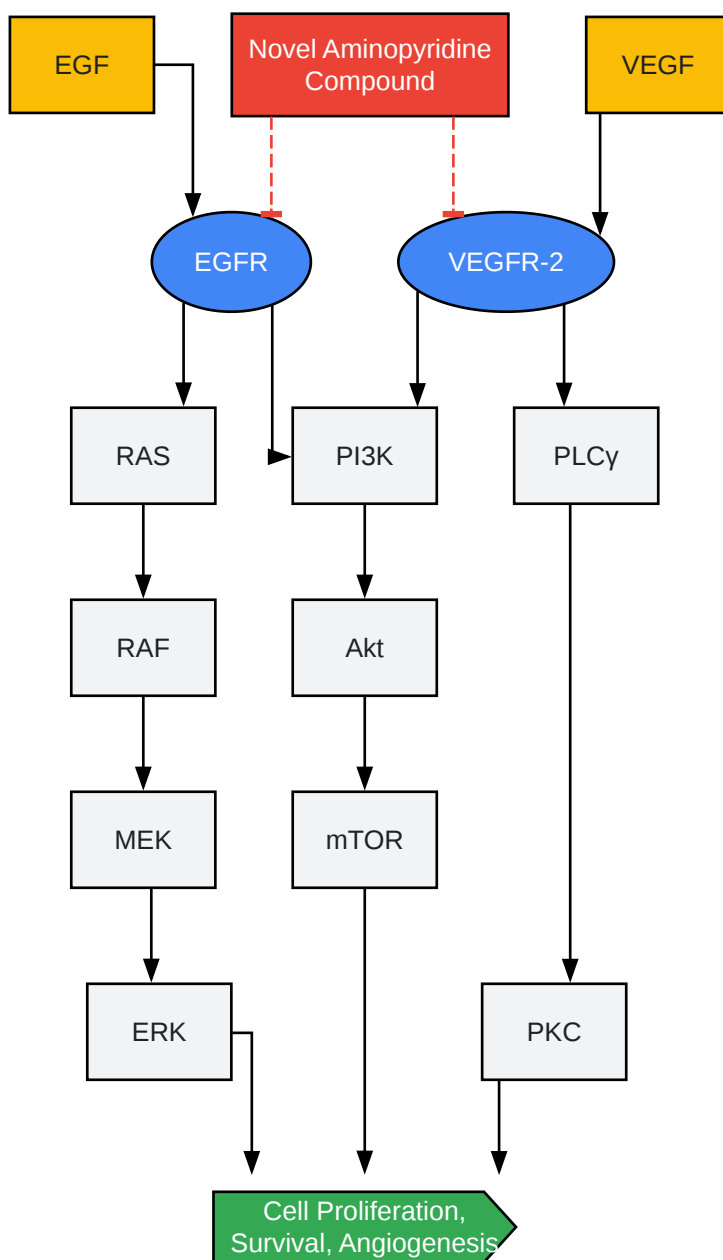 EGF
Novel Aminopyridine
Compound
VEGF
EGFR
VEGFR-2
RAS
PI3K
PLCγ
RAF
Akt
MEK
mTOR
ERK
PKC
Cell Proliferation,
Survival, Angiogenesis